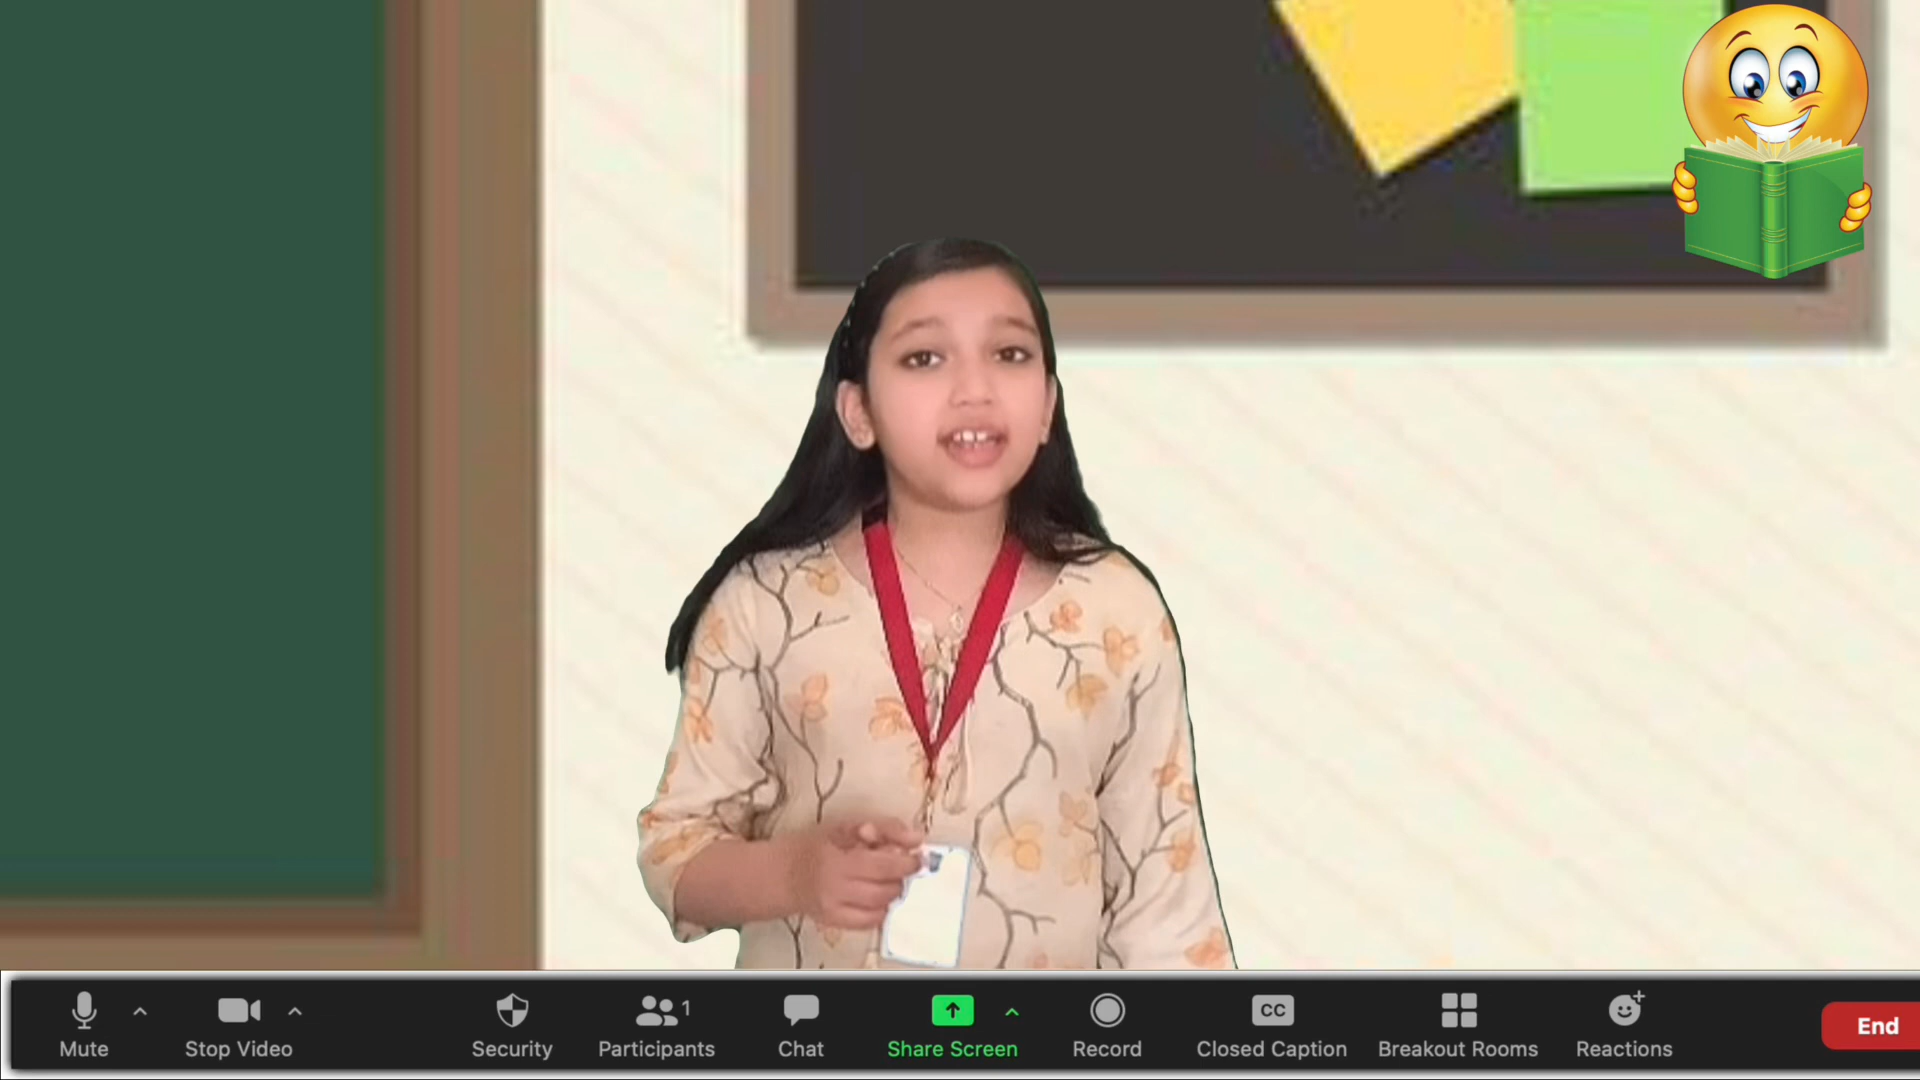 1
CC
Mute
Stop Video
Security
Participants
Chat
Share Screen
Record
Closed Caption
Breakout Rooms
Reactions
End